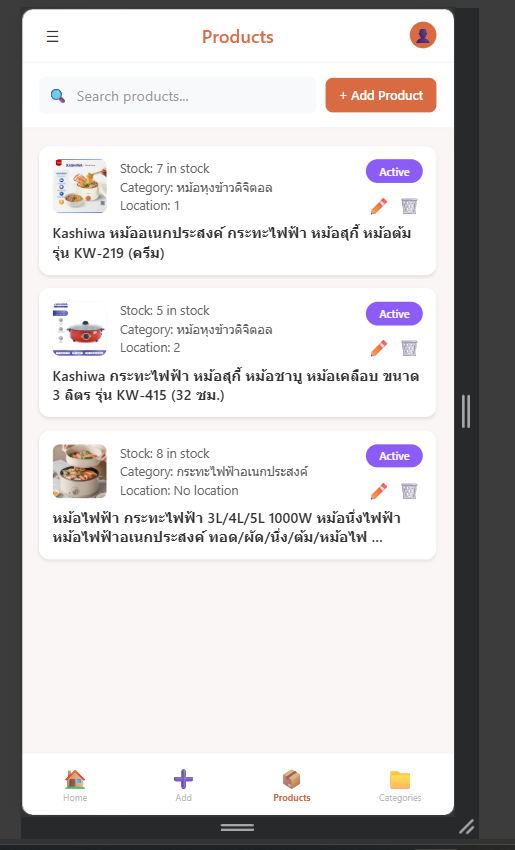 Products
Search products...
+ Add Product
Stock: 7 in stock
Active
Category: หม้อหุงข้าวดิจิตอล
Location: 1
Kashiwa หม้ออเนกประสงค์ กระทะไฟฟ้า หม้อสุกี้ หม้อต้ม
รุ่น KW-219 (ครีม)
Stock: 5 in stock
Active
Category: หม้อหุงข้าวดิจิตอล
Location: 2
Kashiwa กระทะไฟฟ้า หม้อสุกี้ หม้อชาบู หม้อเคลือบ ขนาด
3 ลิตร รุ่น KW-415 (32 ซม.)
Stock: 8 in stock
Active
Category: กระทะไฟฟ้าอเนกประสงค์
Location: No location
หม้อไฟฟ้า กระทะไฟฟ้า 3L/4L/5L 1000W หม้อนึ่งไฟฟ้า
หม้อไฟฟ้าอเนกประสงค์ ทอด/ผัด/นึ่ง/ต้ม/หม้อไฟ ...
Home
Add
Products
Categories